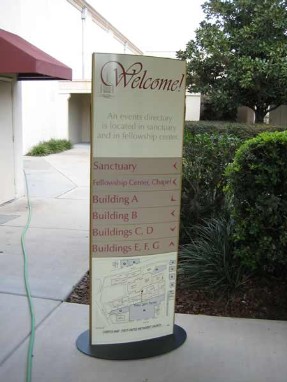 Welcome!
An events directory
is located in sanctuary
and in fellowship center.
Sanctuary
Fellowship Center, Chapel
Building A
Building B
Buildings C, D
Buildings E, F, G